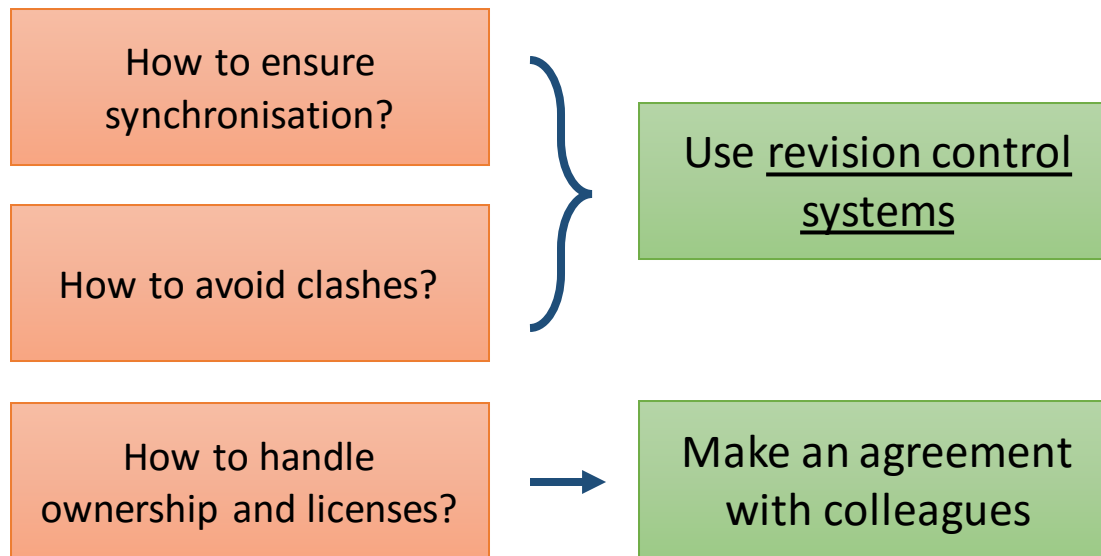 How to ensure
synchronisation?
Use revision control
systems
How to avoid clashes?
How to handle
ownership and licenses?
Make an agreement
with colleagues